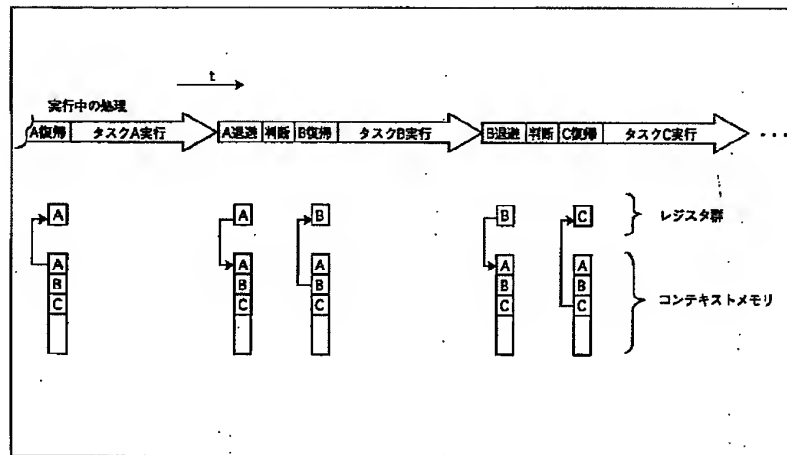 t
実行中の処理
A復帰 タスクA実行 A退避 判断 B復帰 タスクB実行 B退避 判断 C復帰 タスクC実行 ・・・
A A B B C レジスタ群
A A A A A
B B B B B
C C C C C
コンテキストメモリ